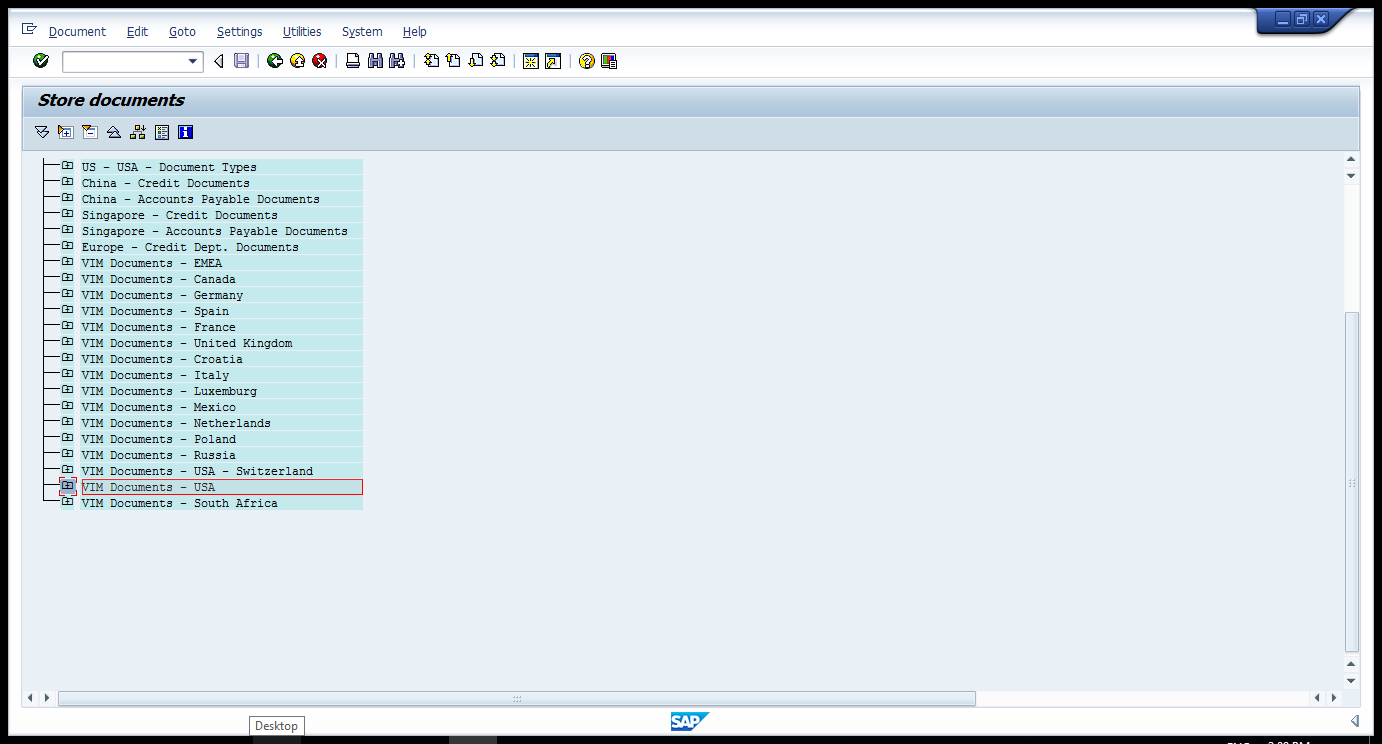 Document Edit Goto Settings Utilities System Help
Store documents
US - USA - Document Types
China - Credit Documents
China - Accounts Payable Documents
Singapore - Credit Documents
Singapore - Accounts Payable Documents
Europe - Credit Dept. Documents
VIM Documents - EMEA
VIM Documents - Canada
VIM Documents - Germany
VIM Documents - Spain
VIM Documents - France
VIM Documents - United Kingdom
VIM Documents - Croatia
VIM Documents - Italy
VIM Documents - Luxemburg
VIM Documents - Mexico
VIM Documents - Netherlands
VIM Documents - Poland
VIM Documents - Russia
VIM Documents - USA - Switzerland
VIM Documents - USA
VIM Documents - South Africa
SAP
Desktop